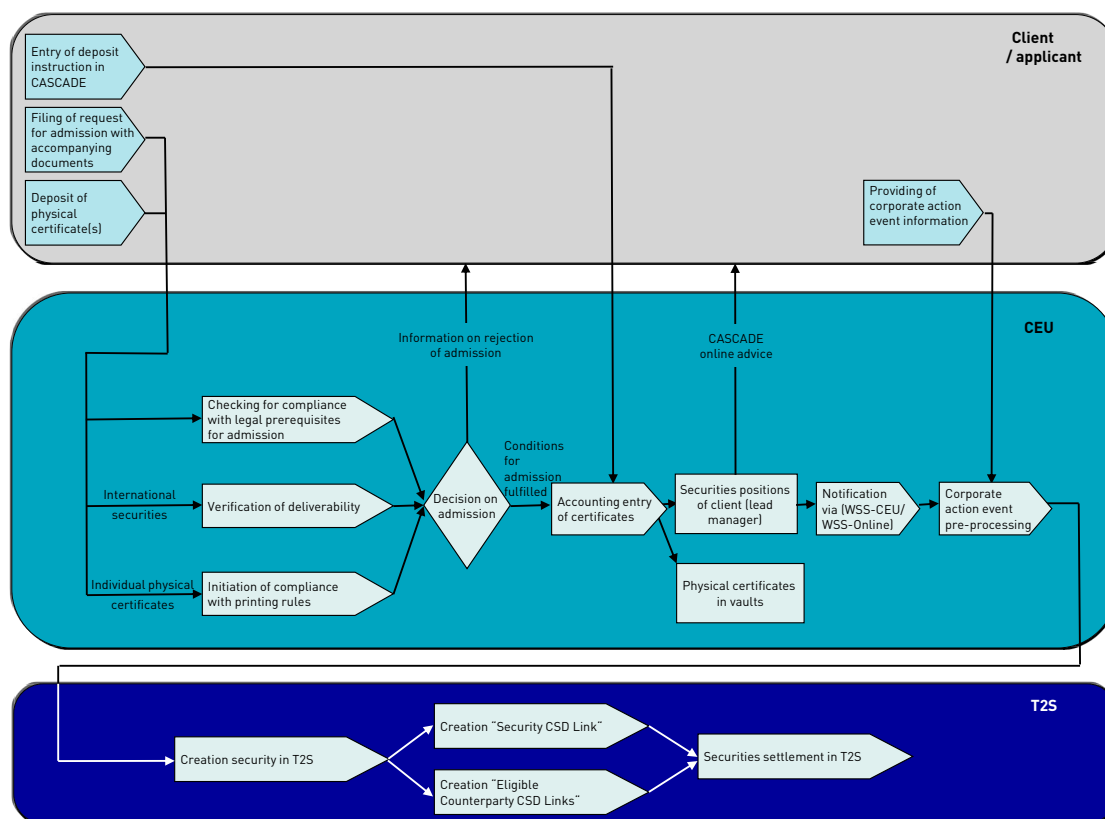 Client
/ applicant
Entry of deposit
instruction in
CASCADE
Filing of request
for admission with
accompanying
documents
Deposit of
physical
certificate(s)
Providing of
corporate action
event information
CEU
Information on rejection
of admission
CASCADE
online advice
Checking for compliance
with legal prerequisites
for admission
International
securities
Verification of deliverability
Individual physical
certificates
Initiation of compliance
with printing rules
Decision on
admission
Conditions
for
admission
fulfilled
Accounting entry
of certificates
Securities positions
of client (lead
manager)
Physical certificates
in vaults
Notification
via (WSS-CEU/
WSS-Online)
Corporate
action event
pre-processing
T2S
Creation security in T2S
Creation “Security CSD Link“
Creation “Eligible
Counterparty CSD Links“
Securities settlement in T2S